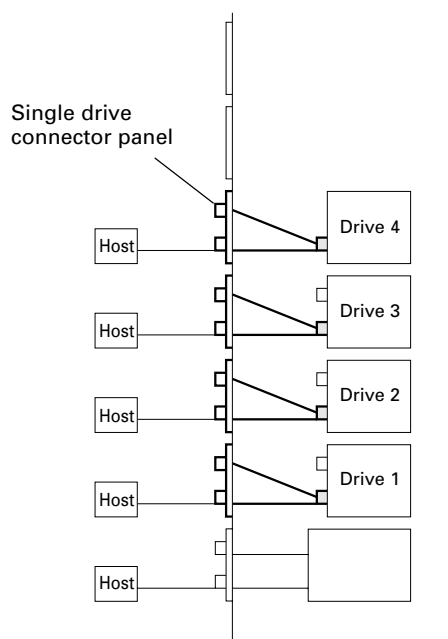 Single drive
connector panel
Drive 4
Host
Drive 3
Host
Drive 2
Host
Drive 1
Host
Host